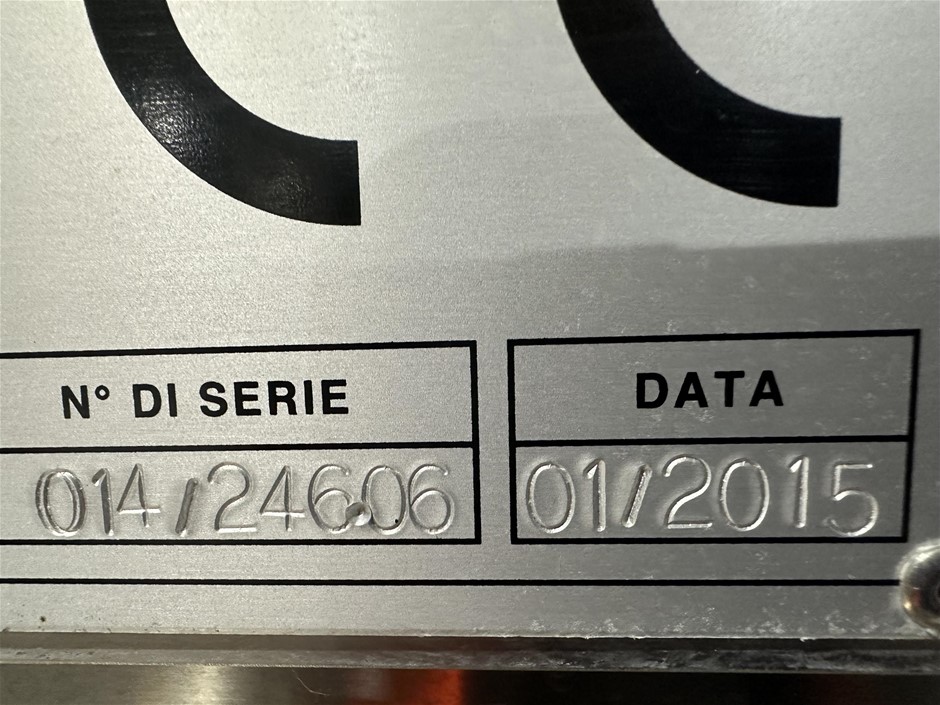 N° DI SERIE
DATA
014/24606
01/2015